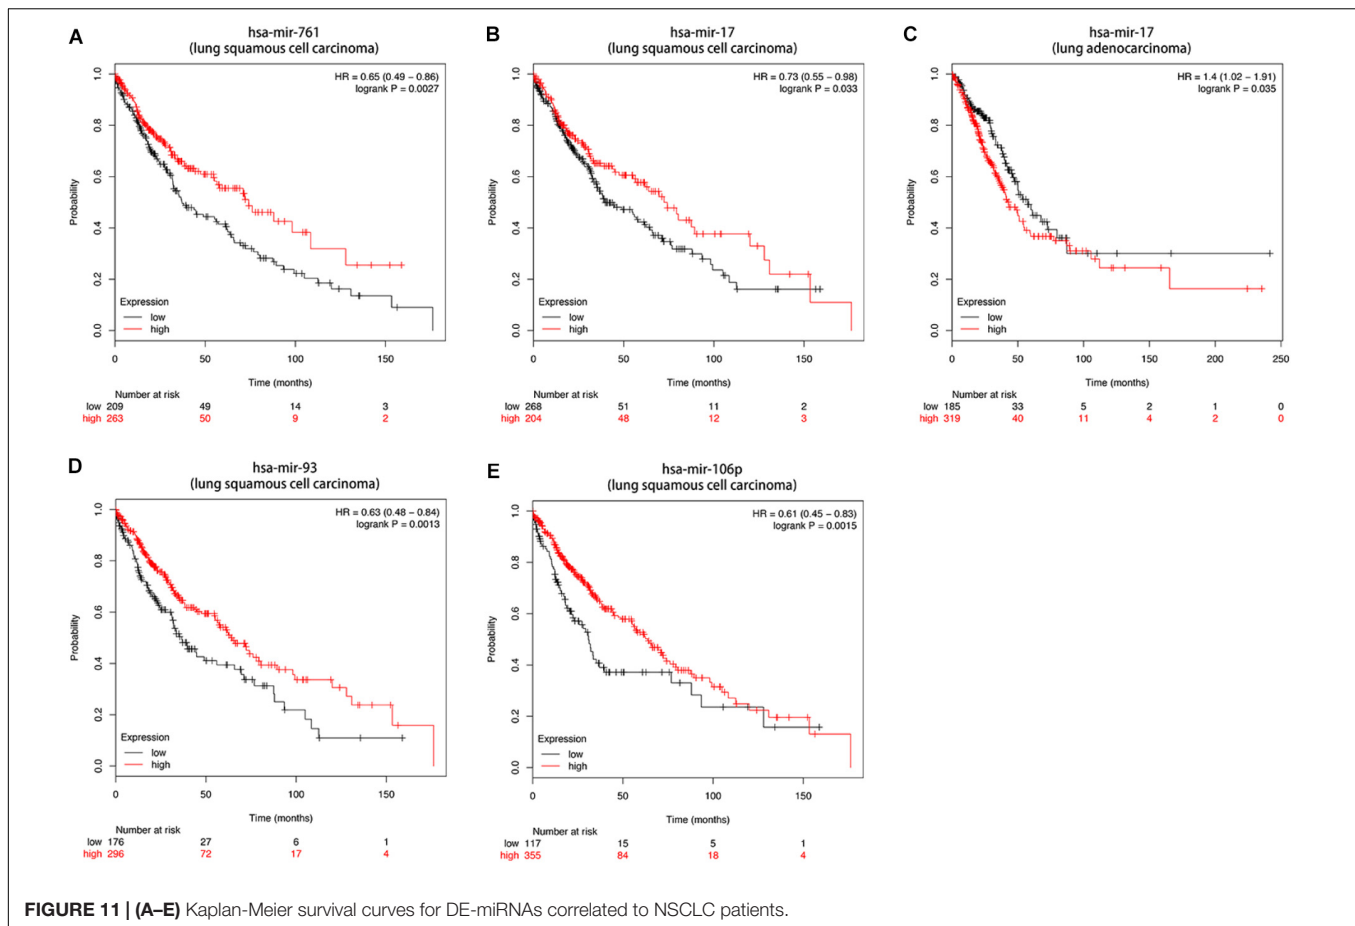 A
hsa-mir-761
(lung squamous cell carcinoma)
HR = 0.65 (0.49 – 0.86)
logrank P = 0.0027
Probability
1.0
0.8
0.6
0.4
0.2
0.0
Expression
low
high
0 50 100 150
Time (months)
Number at risk
low 209 49 14 3
high 263 50 9 2
B
hsa-mir-17
(lung squamous cell carcinoma)
HR = 0.73 (0.55 – 0.98)
logrank P = 0.033
Probability
1.0
0.8
0.6
0.4
0.2
0.0
Expression
low
high
0 50 100 150
Time (months)
Number at risk
low 268 51 11 2
high 204 48 12 3
C
hsa-mir-17
(lung adenocarcinoma)
HR = 1.4 (1.02 – 1.91)
logrank P = 0.035
Probability
1.0
0.8
0.6
0.4
0.2
0.0
Expression
low
high
0 50 100 150 200 250
Time (months)
Number at risk
low 185 33 5 2 1 0
high 319 40 11 4 2 0
D
hsa-mir-93
(lung squamous cell carcinoma)
HR = 0.63 (0.48 – 0.84)
logrank P = 0.0013
Probability
1.0
0.8
0.6
0.4
0.2
0.0
Expression
low
high
0 50 100 150
Time (months)
Number at risk
low 176 27 6 1
high 296 72 17 4
E
hsa-mir-106p
(lung squamous cell carcinoma)
HR = 0.61 (0.45 – 0.83)
logrank P = 0.0015
Probability
1.0
0.8
0.6
0.4
0.2
0.0
Expression
low
high
0 50 100 150
Time (months)
Number at risk
low 117 15 5 1
high 355 84 18 4
FIGURE 11 | (A–E) Kaplan-Meier survival curves for DE-miRNAs correlated to NSCLC patients.